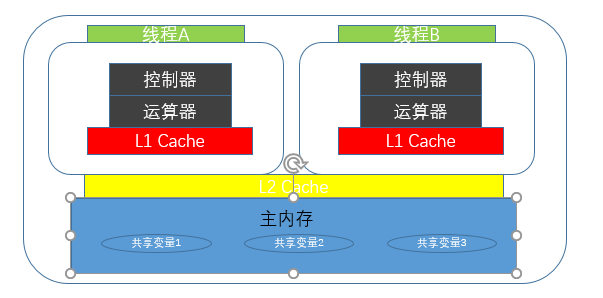 线程A
线程B
控制器
控制器
运算器
运算器
L1 Cache
L1 Cache
L2 Cache
主内存
共享变量1
共享变量2
共享变量3